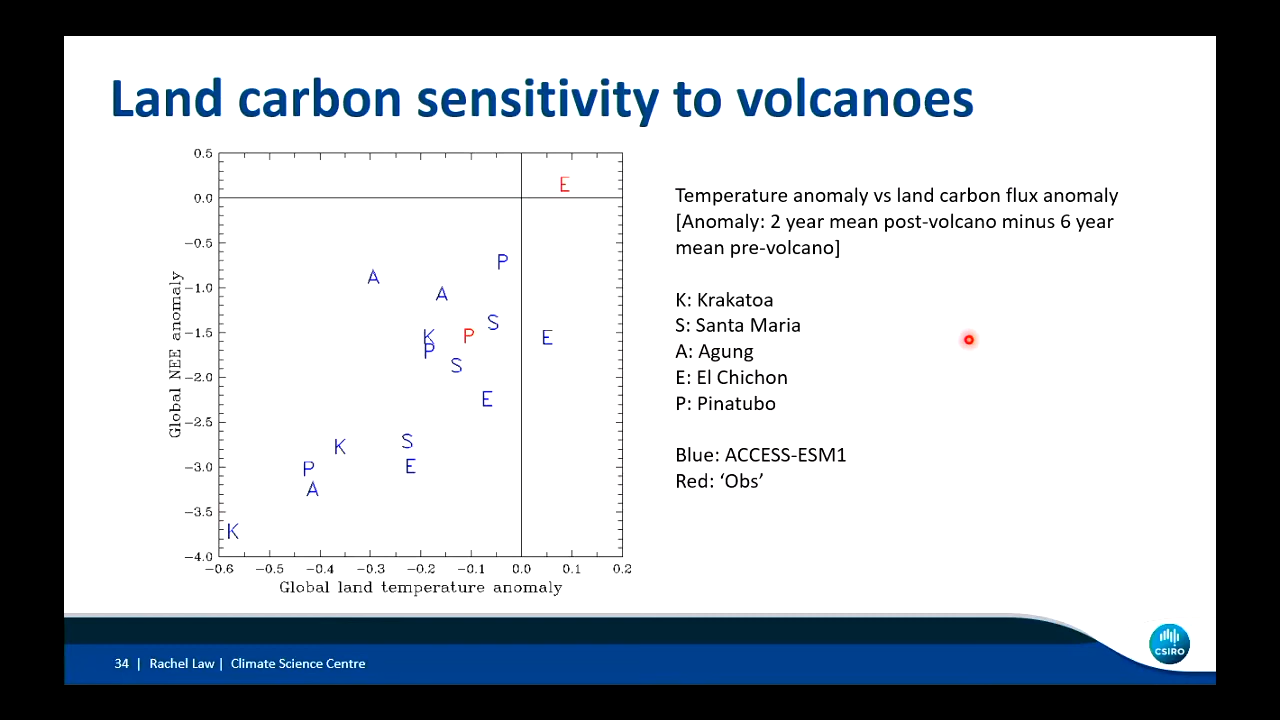 Land carbon sensitivity to volcanoes
0.5
0.0
−0.5
−1.0
−1.5
−2.0
−2.5
−3.0
−3.5
−4.0
Global NEE anomaly
E
P
A
A
S
K
P
E
P
S
E
S
K
E
P
A
K
−0.6 −0.5 −0.4 −0.3 −0.2 −0.1 0.0 0.1 0.2
Global land temperature anomaly
Temperature anomaly vs land carbon flux anomaly
[Anomaly: 2 year mean post-volcano minus 6 year
mean pre-volcano]
K: Krakatoa
S: Santa Maria
A: Agung
E: El Chichon
P: Pinatubo
Blue: ACCESS-ESM1
Red: ‘Obs’
34 | Rachel Law | Climate Science Centre
CSIRO